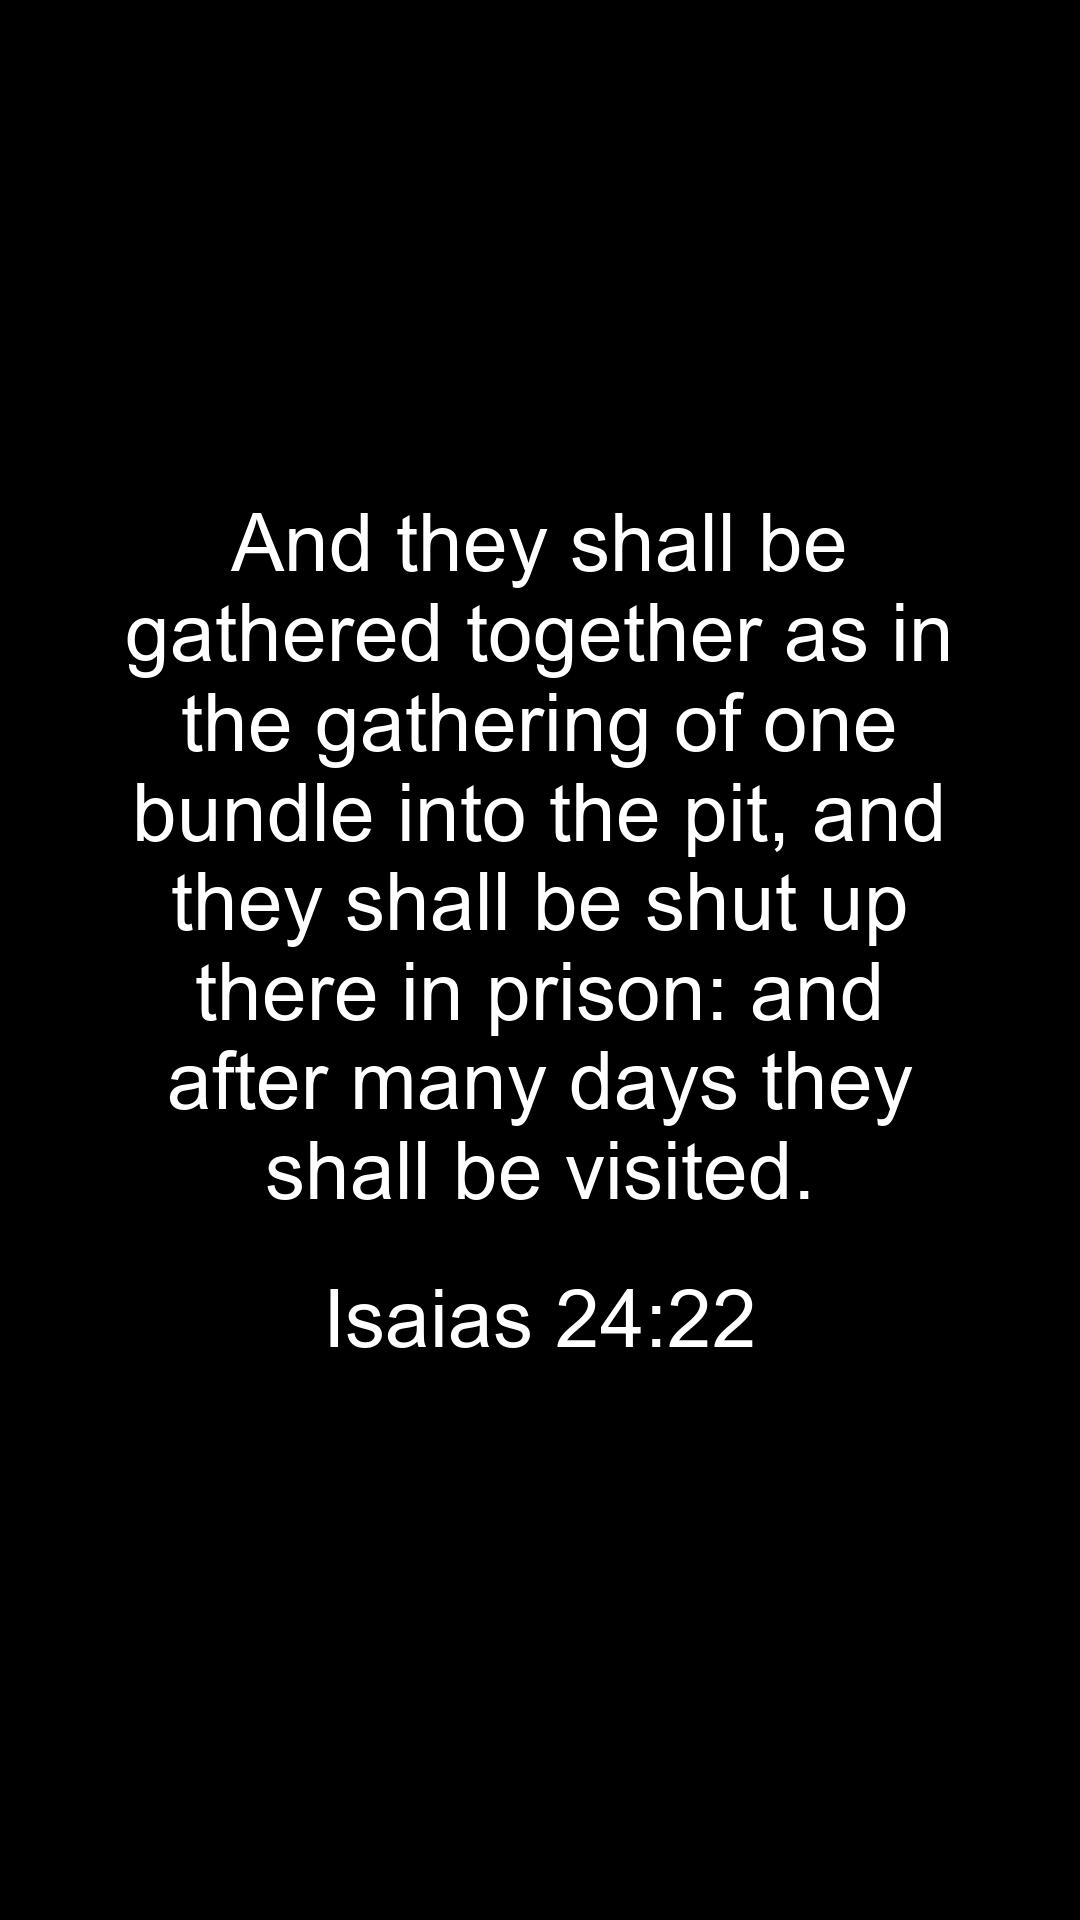 And they shall be
gathered together as in
the gathering of one
bundle into the pit, and
they shall be shut up
there in prison: and
after many days they
shall be visited.
Isaias 24:22